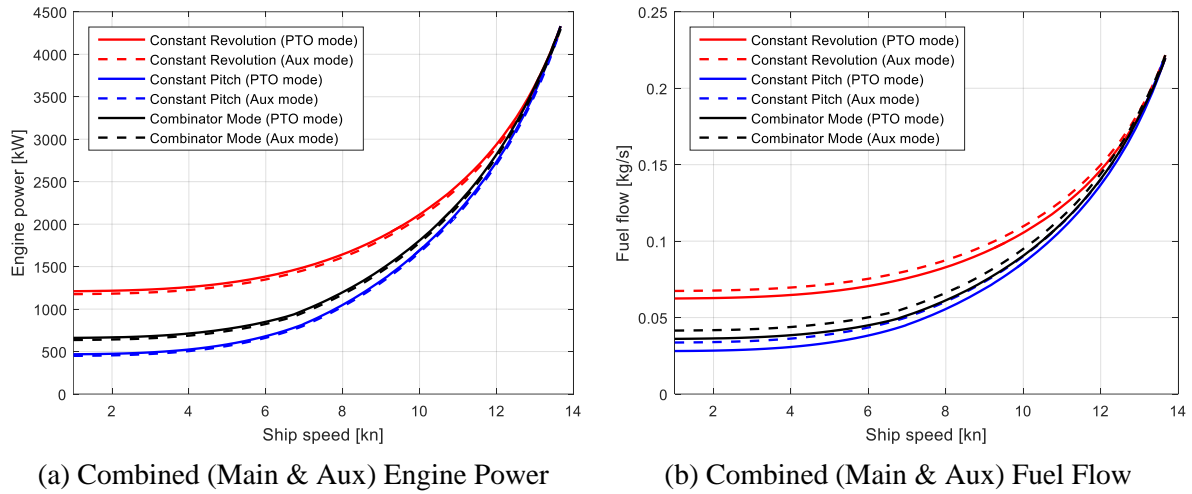 4500
4000
3500
3000
2500
2000
1500
1000
500
0
Engine power [kW]
Constant Revolution (PTO mode)
Constant Revolution (Aux mode)
Constant Pitch (PTO mode)
Constant Pitch (Aux mode)
Combinator Mode (PTO mode)
Combinator Mode (Aux mode)
2 4 6 8 10 12 14
Ship speed [kn]
(a) Combined (Main & Aux) Engine Power
0.25
0.2
0.15
0.1
0.05
0
Fuel flow [kg/s]
Constant Revolution (PTO mode)
Constant Revolution (Aux mode)
Constant Pitch (PTO mode)
Constant Pitch (Aux mode)
Combinator Mode (PTO mode)
Combinator Mode (Aux mode)
2 4 6 8 10 12 14
Ship speed [kn]
(b) Combined (Main & Aux) Fuel Flow